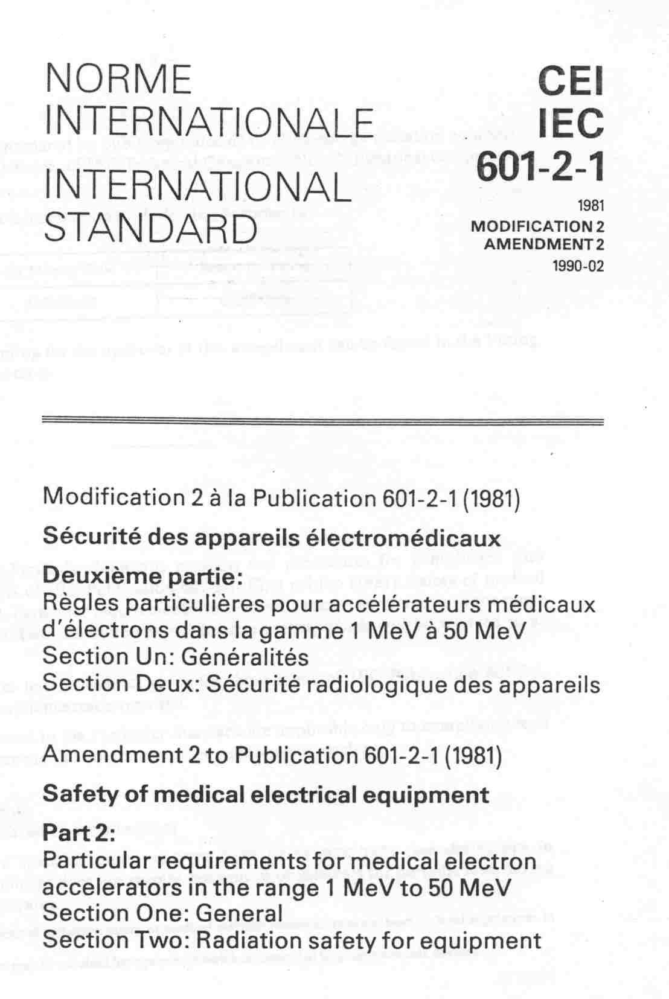 NORME
INTERNATIONALE
INTERNATIONAL
STANDARD
CEI
IEC
601-2-1
1981
MODIFICATION 2
AMENDMENT 2
1990-02
Modification 2 à la Publication 601-2-1 (1981)
Sécurité des appareils électromédicaux
Deuxième partie:
Règles particulières pour accélérateurs médicaux
d'électrons dans la gamme 1 MeV à 50 MeV
Section Un: Généralités
Section Deux: Sécurité radiologique des appareils
Amendment 2 to Publication 601-2-1 (1981)
Safety of medical electrical equipment
Part 2:
Particular requirements for medical electron
accelerators in the range 1 MeV to 50 MeV
Section One: General
Section Two: Radiation safety for equipment